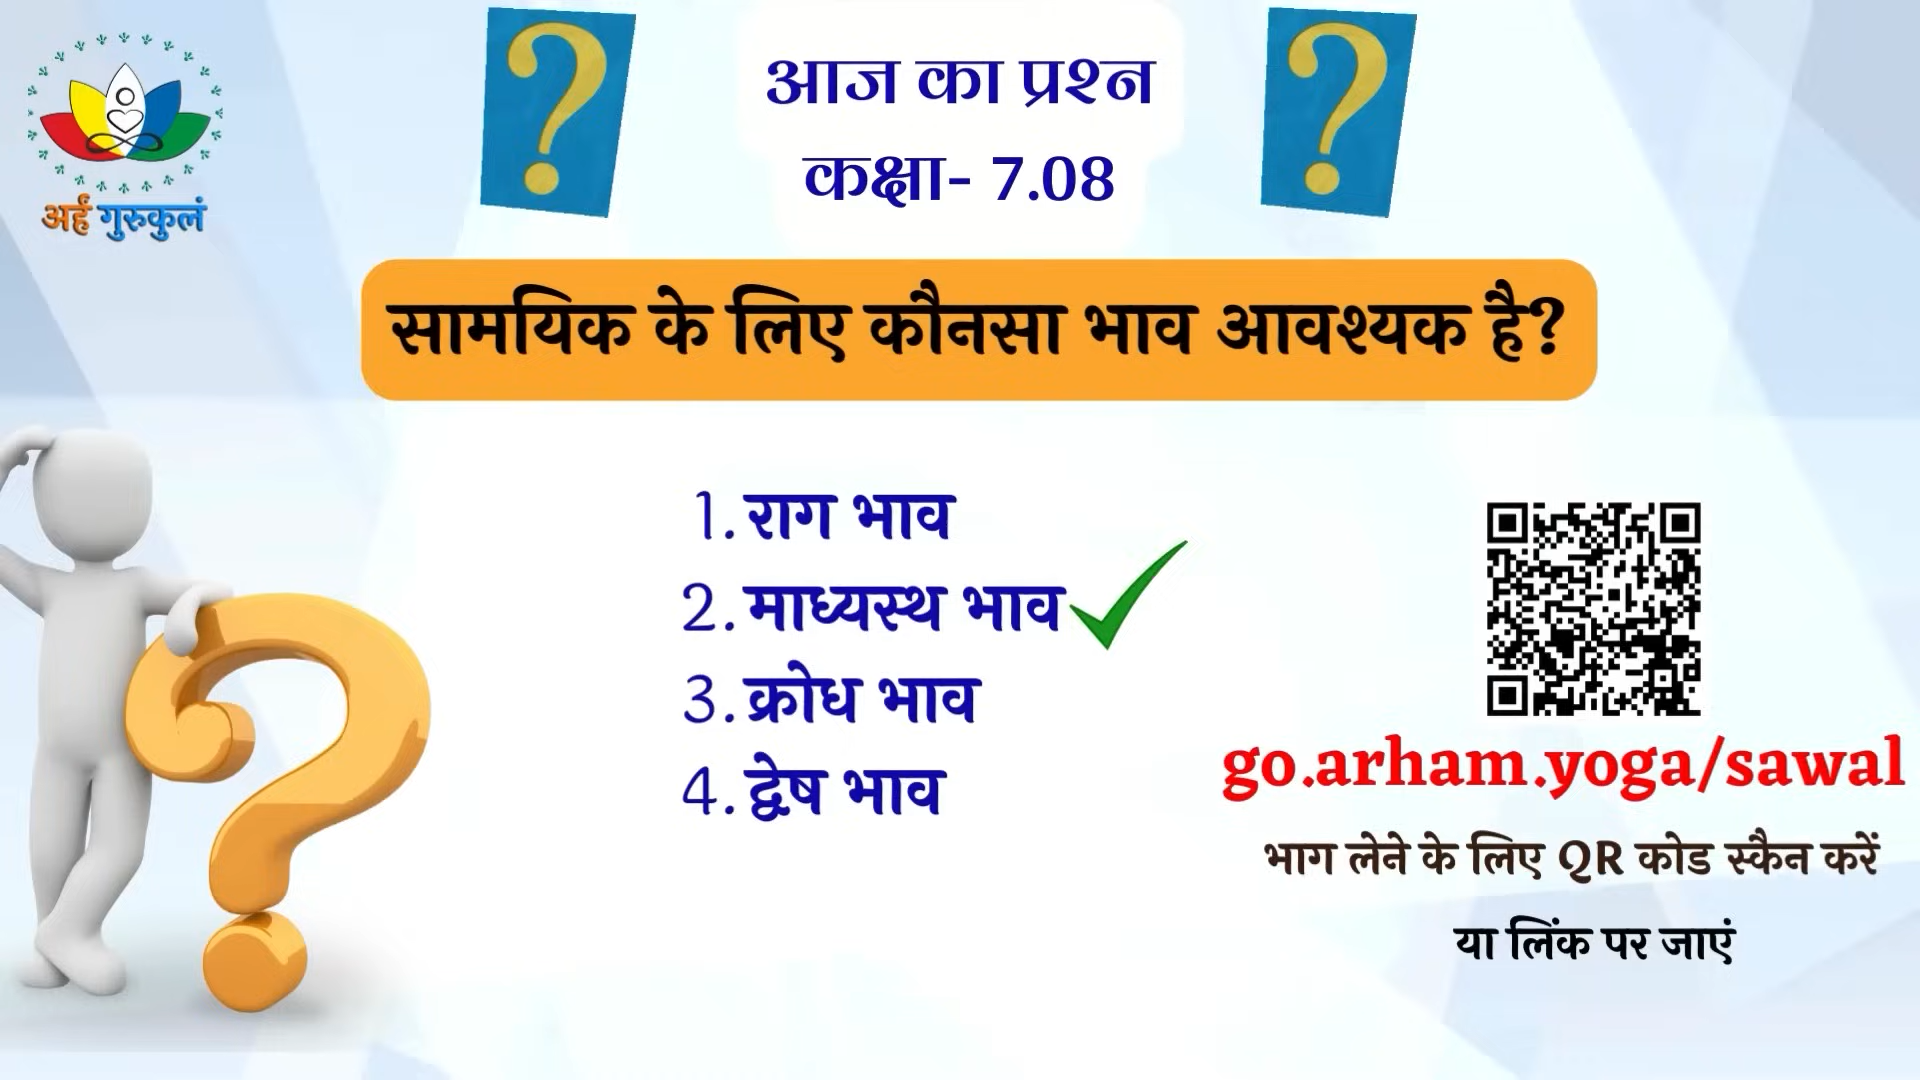 अर्हं गुरुकुलं
आज का प्रश्न
कक्षा- 7.08
सामयिक के लिए कौनसा भाव आवश्यक है?
1. राग भाव
2. माध्यस्थ भाव
3. क्रोध भाव
4. द्वेष भाव
go.arham.yoga/sawal
भाग लेने के लिए QR कोड स्कैन करें
या लिंक पर जाएं